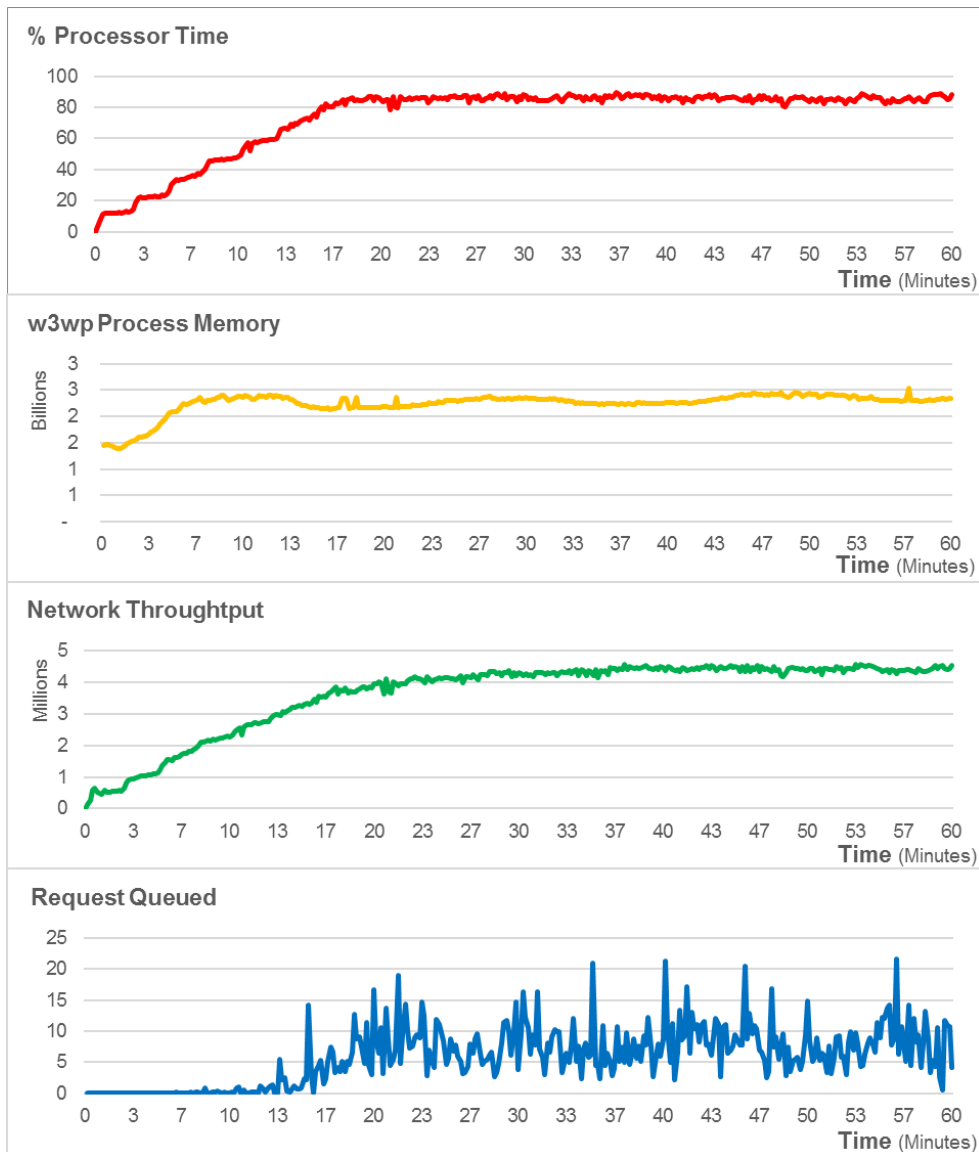 % Processor Time
100
80
60
40
20
0
0 3 7 10 13 17 20 23 27 30 33 37 40 43 47 50 53 57 60
Time (Minutes)
w3wp Process Memory
Billions
3
3
2
2
1
1
-
0 3 7 10 13 17 20 23 27 30 33 37 40 43 47 50 53 57 60
Time (Minutes)
Network Throughtput
Millions
5
4
3
2
1
0
0 3 7 10 13 17 20 23 27 30 33 37 40 43 47 50 53 57 60
Time (Minutes)
Request Queued
25
20
15
10
5
0
0 3 7 10 13 17 20 23 27 30 33 37 40 43 47 50 53 57 60
Time (Minutes)